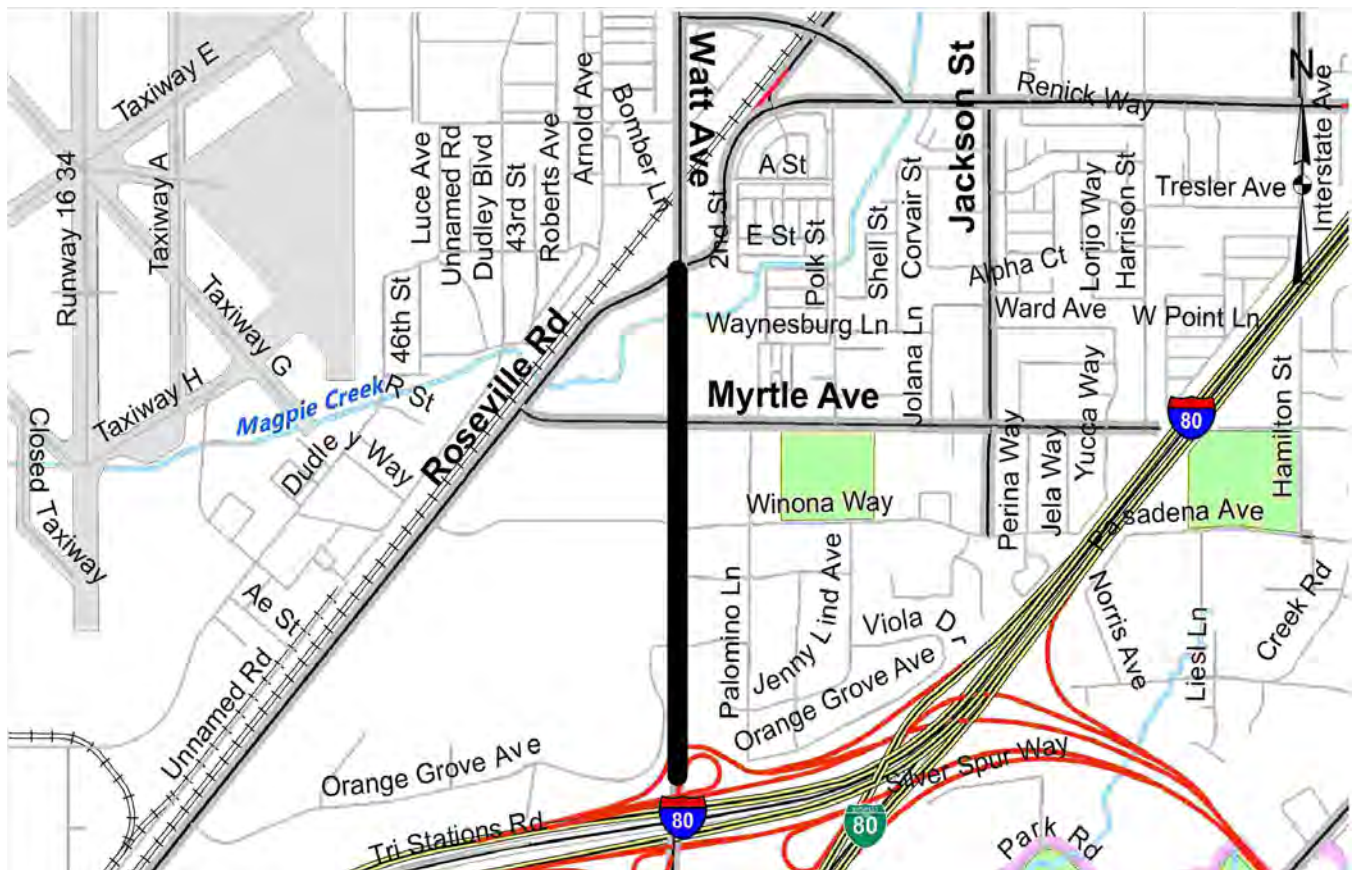 Taxiway E
Taxiway A
Runway 16 34
Taxiway G
Taxiway H
Closed Taxiway
Magpie Creek
Luce Ave
Unnamed Rd
Dudley Blvd
43rd St
Roberts Ave
Arnold Ave
Bomber Ln
46th St
R St
Dudle y Way
Roseville Rd
Ae St
Unnamed Rd
Orange Grove Ave
Tri Stations Rd
Watt Ave
2nd St
A St
E St
Polk St
Shell St
Corvair St
Jackson St
Renick Way
N
Interstate Ave
Tresler Ave
Lorijo Way
Harrison St
Alpha Ct
Ward Ave
W Point Ln
Waynesburg Ln
Jolana Ln
Myrtle Ave
80
Hamilton St
Perina Way
Jela Way
Yucca Way
Winona Way
Pasadena Ave
Palomino Ln
Jenny Lind Ave
Viola Dr
Orange Grove Ave
Norris Ave
Liesl Ln
Creek Rd
Silver Spur Way
80
80
Park Rd